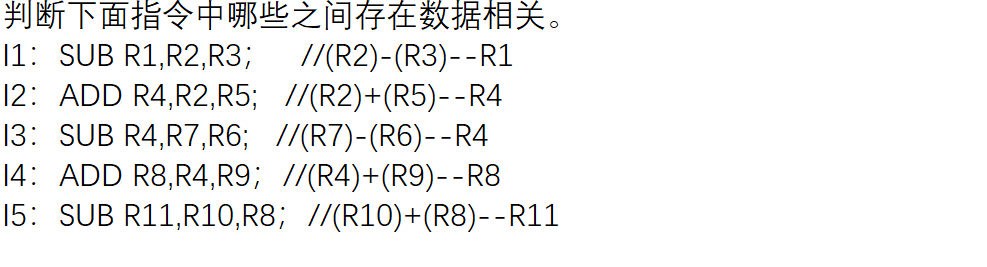 判断下面指令中哪些之间存在数据相关。
I1：SUB R1,R2,R3； //(R2)-(R3)--R1
I2：ADD R4,R2,R5; //(R2)+(R5)--R4
I3：SUB R4,R7,R6; //(R7)-(R6)--R4
I4：ADD R8,R4,R9；//(R4)+(R9)--R8
I5：SUB R11,R10,R8；//(R10)+(R8)--R11